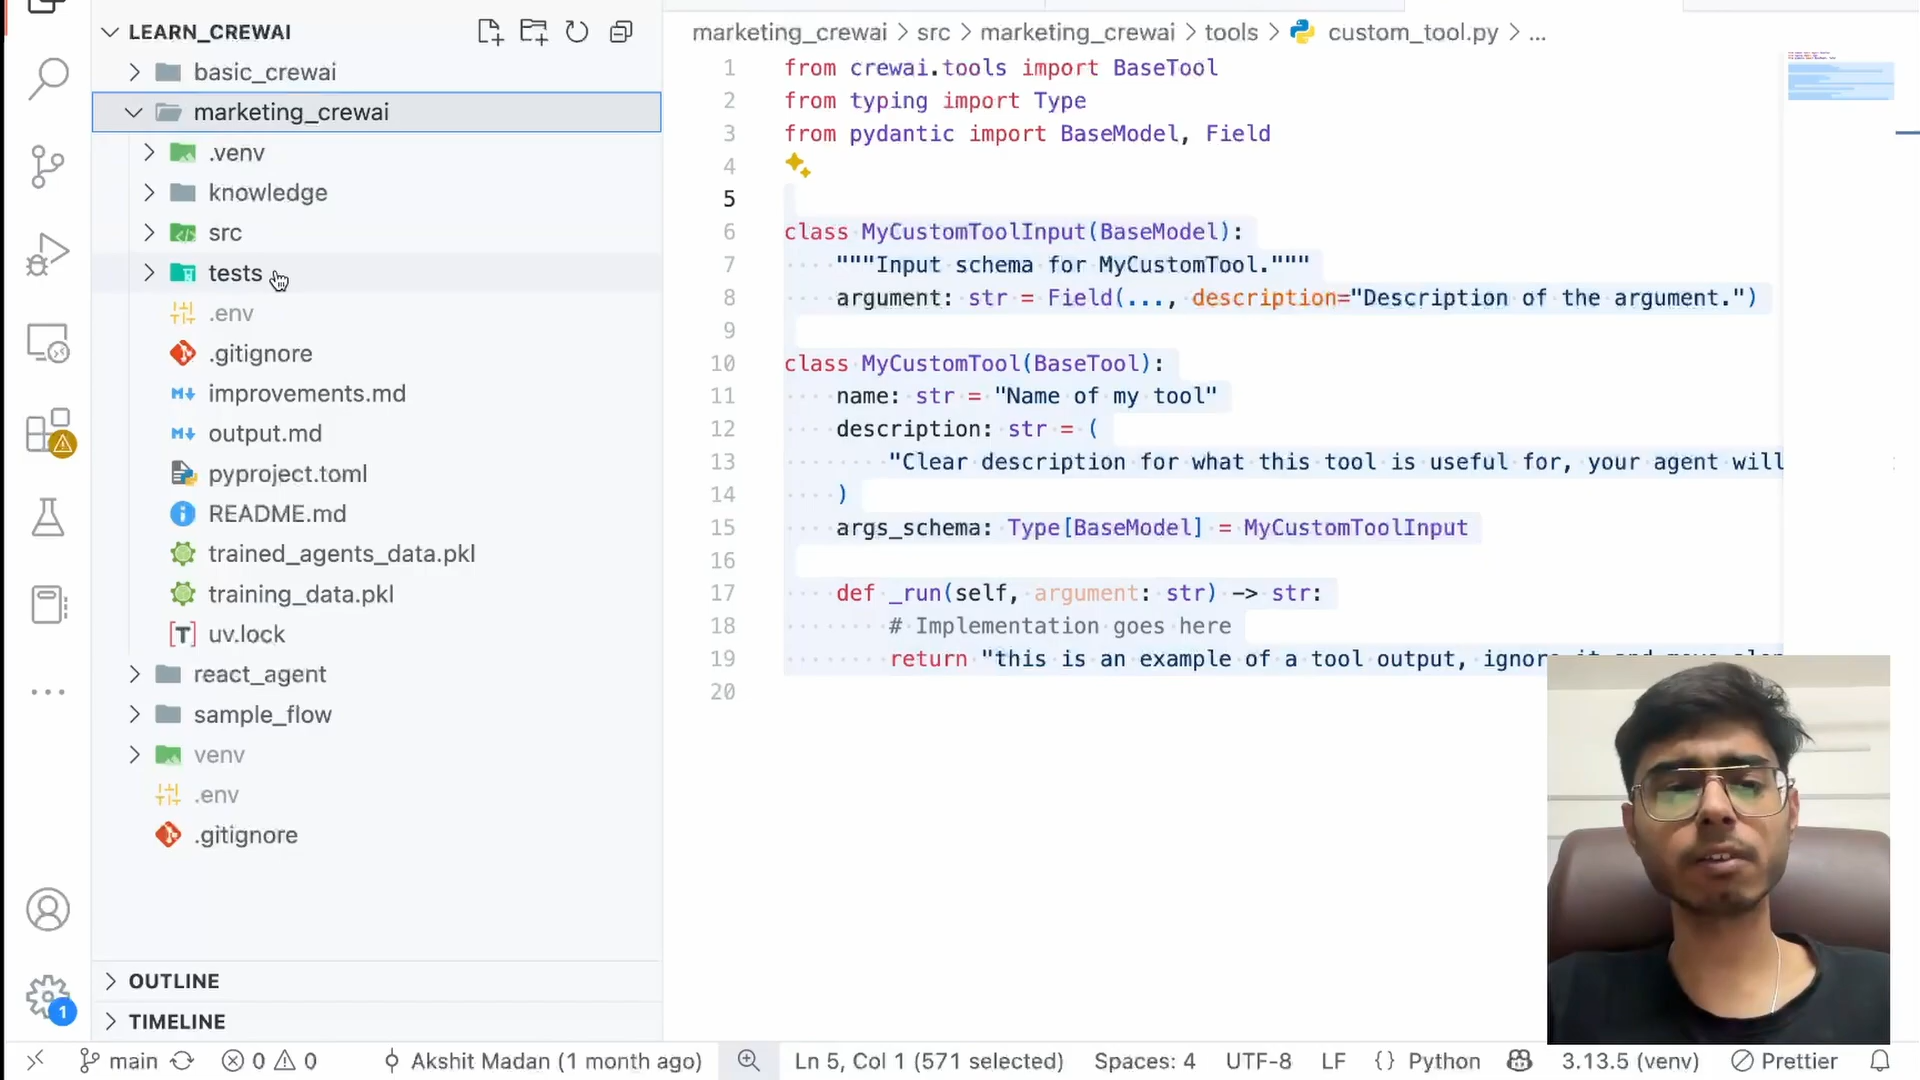 LEARN_CREWAI
basic_crewai
marketing_crewai
.venv
knowledge
src
tests
.env
.gitignore
improvements.md
output.md
pyproject.toml
README.md
trained_agents_data.pkl
training_data.pkl
uv.lock
react_agent
sample_flow
venv
.env
.gitignore
OUTLINE
TIMELINE
marketing_crewai > src > marketing_crewai > tools > custom_tool.py > ...
1 from crewai.tools import BaseTool
2 from typing import Type
3 from pydantic import BaseModel, Field
4
5
6 class MyCustomToolInput(BaseModel):
7 """Input schema for MyCustomTool."""
8 argument: str = Field(..., description="Description of the argument.")
9
10 class MyCustomTool(BaseTool):
11 name: str = "Name of my tool"
12 description: str = (
13 "Clear description for what this tool is useful for, your agent will
14 )
15 args_schema: Type[BaseModel] = MyCustomToolInput
16
17 def _run(self, argument: str) -> str:
18 # Implementation goes here
19 return "this is an example of a tool output, ignore it and move
20
1
main 0 0 Akshit Madan (1 month ago) Ln 5, Col 1 (571 selected) Spaces: 4 UTF-8 LF {} Python 3.13.5 (venv) Prettier